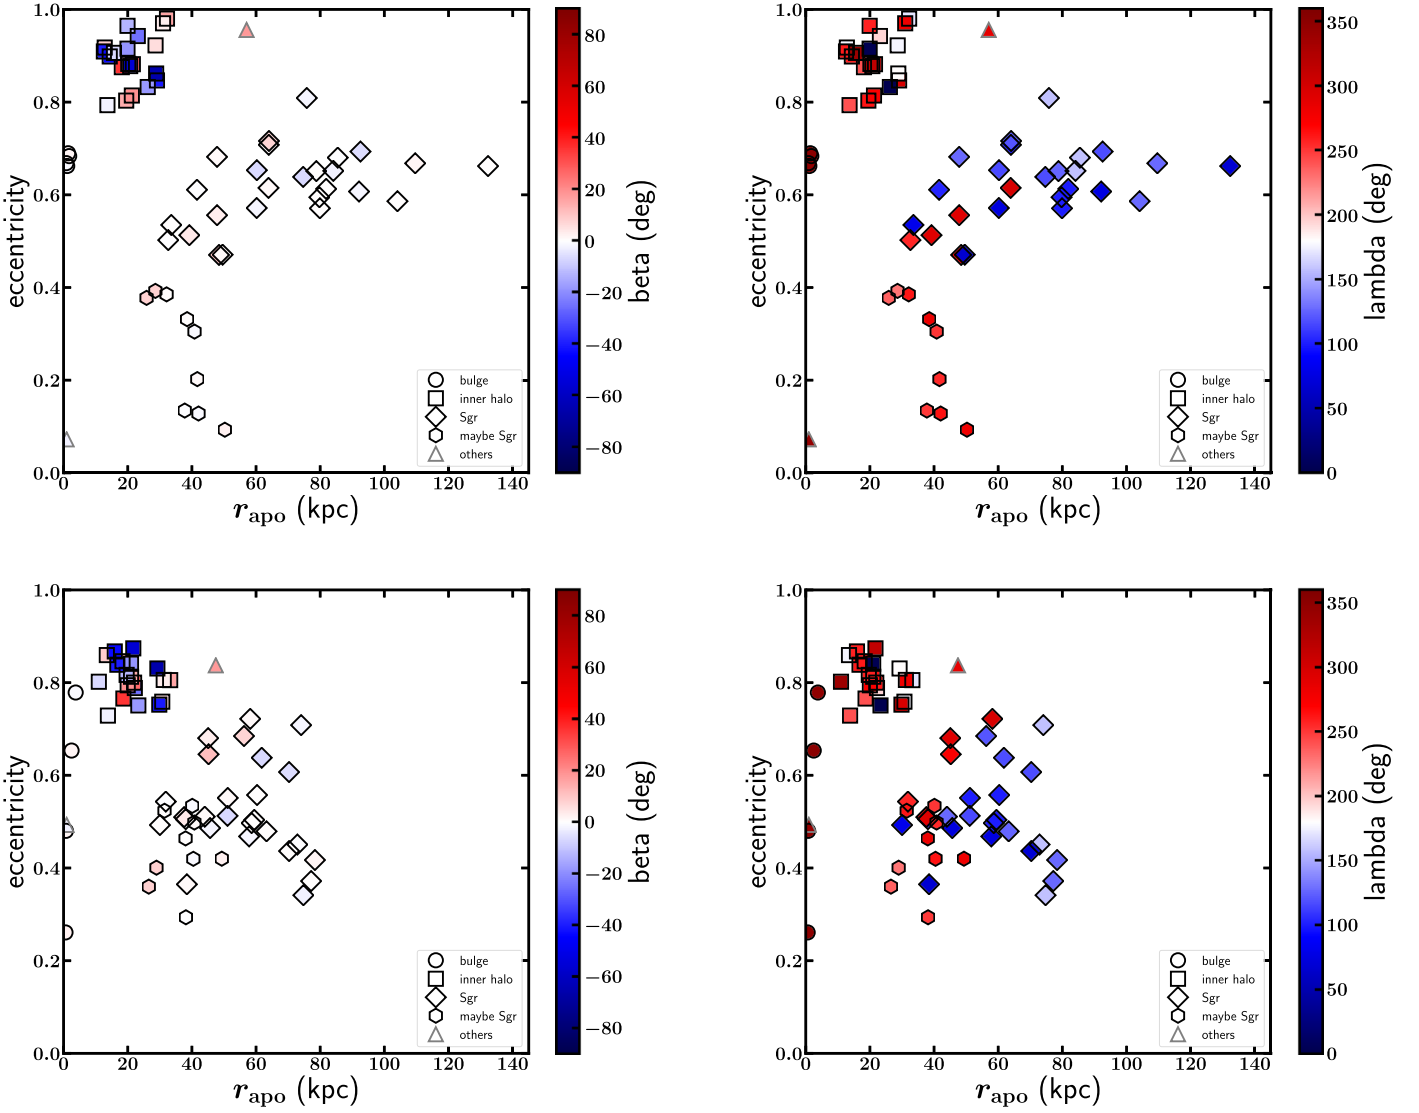 1.0
0.8
0.6
0.4
0.2
0.0
eccentricity
0 20 40 60 80 100 120 140
r_apo (kpc)
bulge
inner halo
Sgr
maybe Sgr
others
80
60
40
20
0
−20
−40
−60
−80
beta (deg)
1.0
0.8
0.6
0.4
0.2
0.0
eccentricity
0 20 40 60 80 100 120 140
r_apo (kpc)
bulge
inner halo
Sgr
maybe Sgr
others
350
300
250
200
150
100
50
0
lambda (deg)
1.0
0.8
0.6
0.4
0.2
0.0
eccentricity
0 20 40 60 80 100 120 140
r_apo (kpc)
bulge
inner halo
Sgr
maybe Sgr
others
80
60
40
20
0
−20
−40
−60
−80
beta (deg)
1.0
0.8
0.6
0.4
0.2
0.0
eccentricity
0 20 40 60 80 100 120 140
r_apo (kpc)
bulge
inner halo
Sgr
maybe Sgr
others
350
300
250
200
150
100
50
0
lambda (deg)